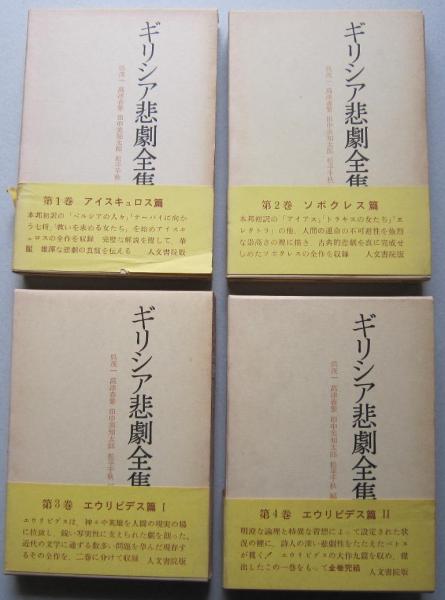 ギリシア悲劇全集
呉茂一 高津春繁 田中美知太郎 松平千秋
第1巻 アイスキュロス篇
本邦初訳の「ペルシアの人々」「テーバイに向か
う七将」「救いを求める女たち」を始めアイスキ
ュロスの全作を収録 完璧な解説を捜して、華
麗 雄渾な悲劇の真髄を伝える 人文書院版
ギリシア悲劇全集
呉茂一 高津春繁 田中美知太郎 松平千秋
第2巻 ソポクレス篇
本邦初訳の「アイアス」「トラキスの女たち」「エ
レクトラ」の他、人間の運命の不可避性を強烈
な崇高さの裡に描き、古典的悲劇を真に完成せ
しめたソポクレスの全作を収録 人文書院版
ギリシア悲劇全集
呉茂一 高津春繁 田中美知太郎 松平千秋
第3巻 エウリピデス篇 I
エウリピデスは、神々や英雄を人間の現実の場
に拉致し、鋭い写実性に支えられた劇を創った。
近代の文学に通ずる数多い問題を孕んだ現存す
るその全作を、二巻に分けて収録 人文書院版
ギリシア悲劇全集
呉茂一 高津春繁 田中美知太郎 松平千秋 編
第4巻 エウリピデス篇 II
明澄な論理と特異な着想によって設定された状
況の裡に、詩人の深い悲劇性をたたえたペートス
が貫く! エウリピデスの大作九篇を収め、傑
出したこの一巻をもって全巻完結 人文書院版